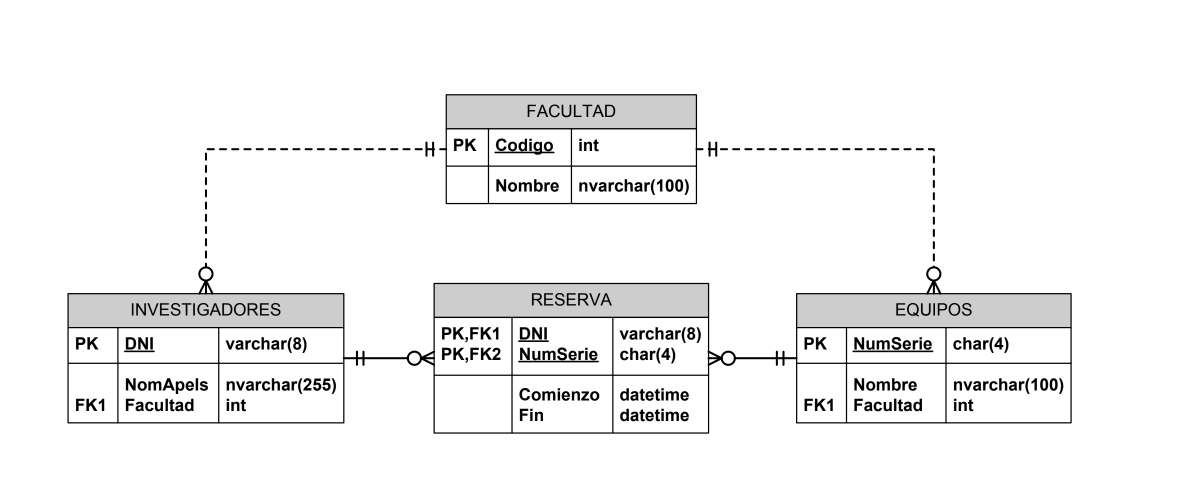 FACULTAD
PK Codigo int
Nombre nvarchar(100)
INVESTIGADORES
PK DNI varchar(8)
NomApels nvarchar(255)
FK1 Facultad int
RESERVA
PK,FK1 DNI varchar(8)
PK,FK2 NumSerie char(4)
Comienzo datetime
Fin datetime
EQUIPOS
PK NumSerie char(4)
Nombre nvarchar(100)
FK1 Facultad int